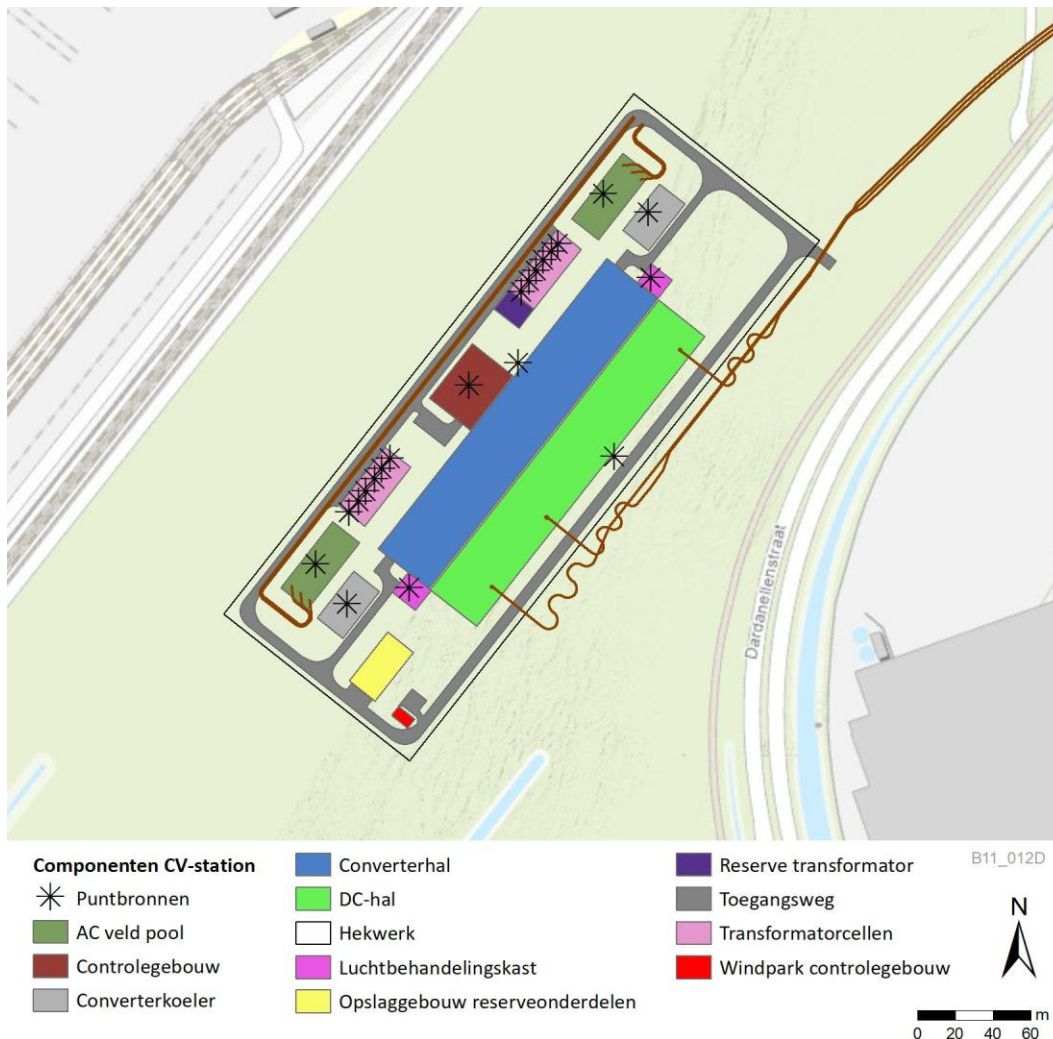 Dardanellenstraat
Componenten CV-station
Puntbronnen
AC veld pool
Controlegebouw
Converterkoeler
Converterhal
DC-hal
Hekwerk
Luchtbehandelingskast
Opslaggebouw reserveonderdelen
Reserve transformator
Toegangsweg
Transformatorcellen
Windpark controlegebouw
B11_012D
N
m
0 20 40 60